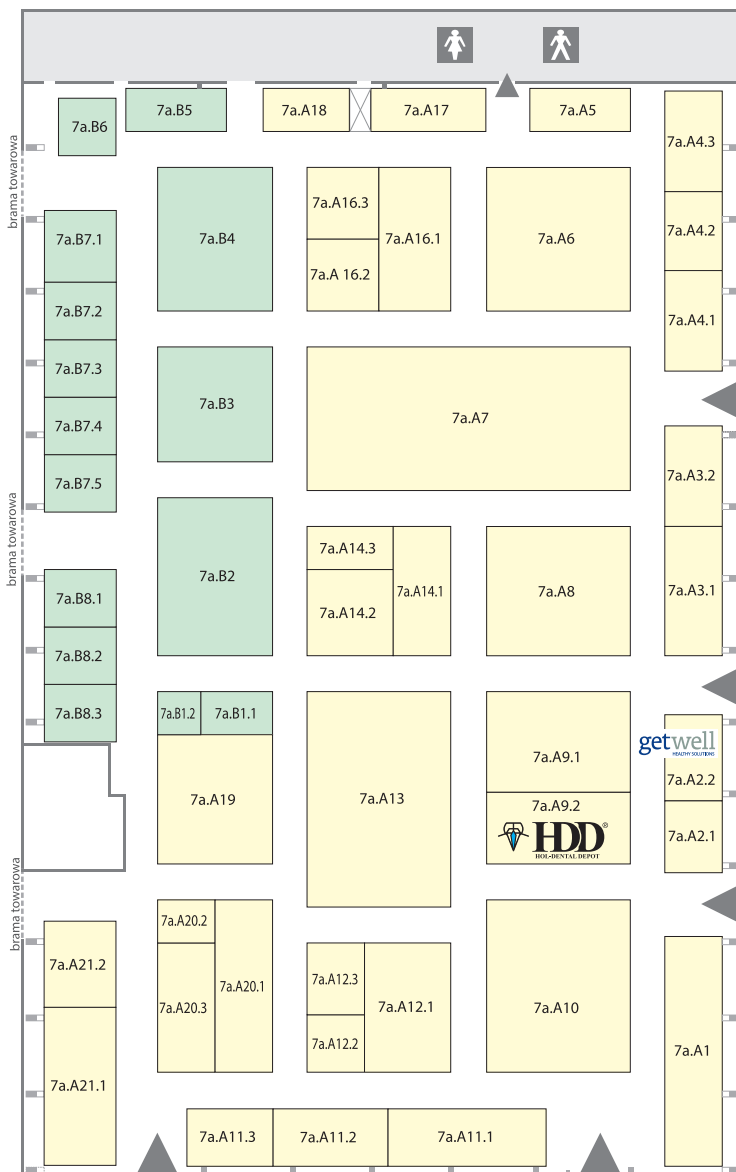 7a.B5
7a.A18
7a.A17
7a.A5
7a.B6
7a.A4.3
brama towarowa
7a.B7.1
7a.B4
7a.A16.3
7a.A16.1
7a.A6
7a.A4.2
7a.A 16.2
7a.B7.2
7a.A4.1
7a.B7.3
7a.B3
7a.A7
7a.B7.4
7a.B7.5
7a.A3.2
brama towarowa
7a.B2
7a.A14.3
7a.A14.1
7a.A8
7a.A3.1
7a.B8.1
7a.A14.2
7a.B8.2
7a.B8.3
7a.B1.2
7a.B1.1
getwell
HEALTHY SOLUTIONS
7a.A9.1
7a.A2.2
7a.A19
7a.A13
7a.A9.2
HDD®
HOL-DENTAL DEPOT
7a.A2.1
brama towarowa
7a.A20.2
7a.A21.2
7a.A20.3
7a.A20.1
7a.A12.3
7a.A12.1
7a.A10
7a.A12.2
7a.A1
7a.A21.1
7a.A11.3
7a.A11.2
7a.A11.1